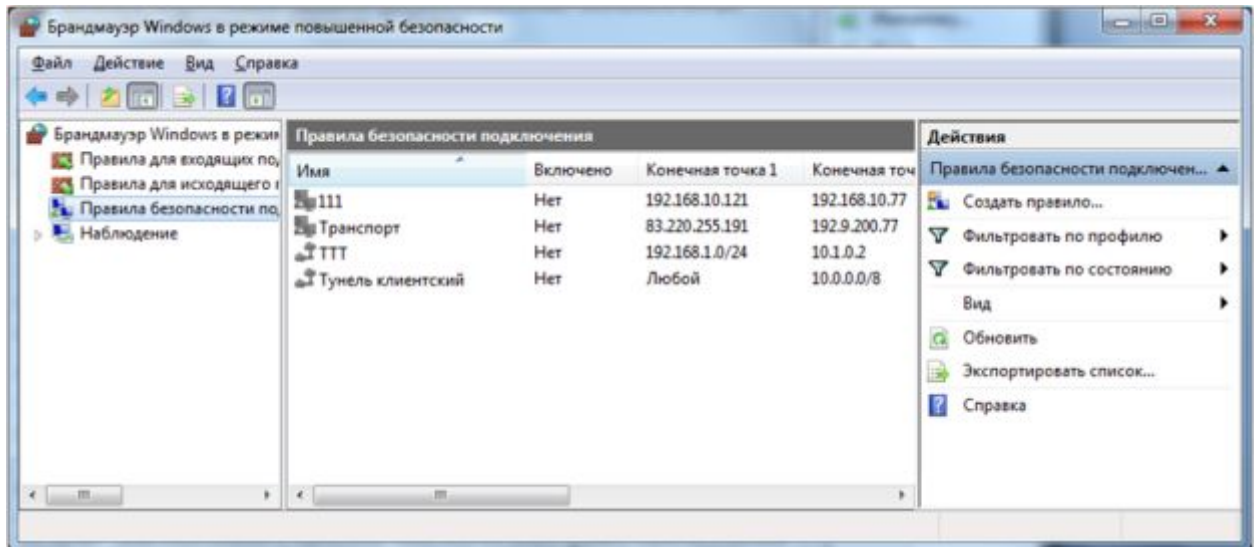 Брандмауэр Windows в режиме повышенной безопасности
Файл Действие Вид Справка
Брандмауэр Windows в режим
Правила для входящих по
Правила для исходящего
Правила безопасности по
Наблюдение
Правила безопасности подключения
Имя Включено Конечная точка 1 Конечная точ
111 Нет 192.168.10.121 192.168.10.77
Транспорт Нет 83.220.255.191 192.9.200.77
ТТТ Нет 192.168.1.0/24 10.1.0.2
Тунель клиентский Нет Любой 10.0.0.0/8
Действия
Правила безопасности подключен...
Создать правило...
Фильтровать по профилю
Фильтровать по состоянию
Вид
Обновить
Экспортировать список...
Справка